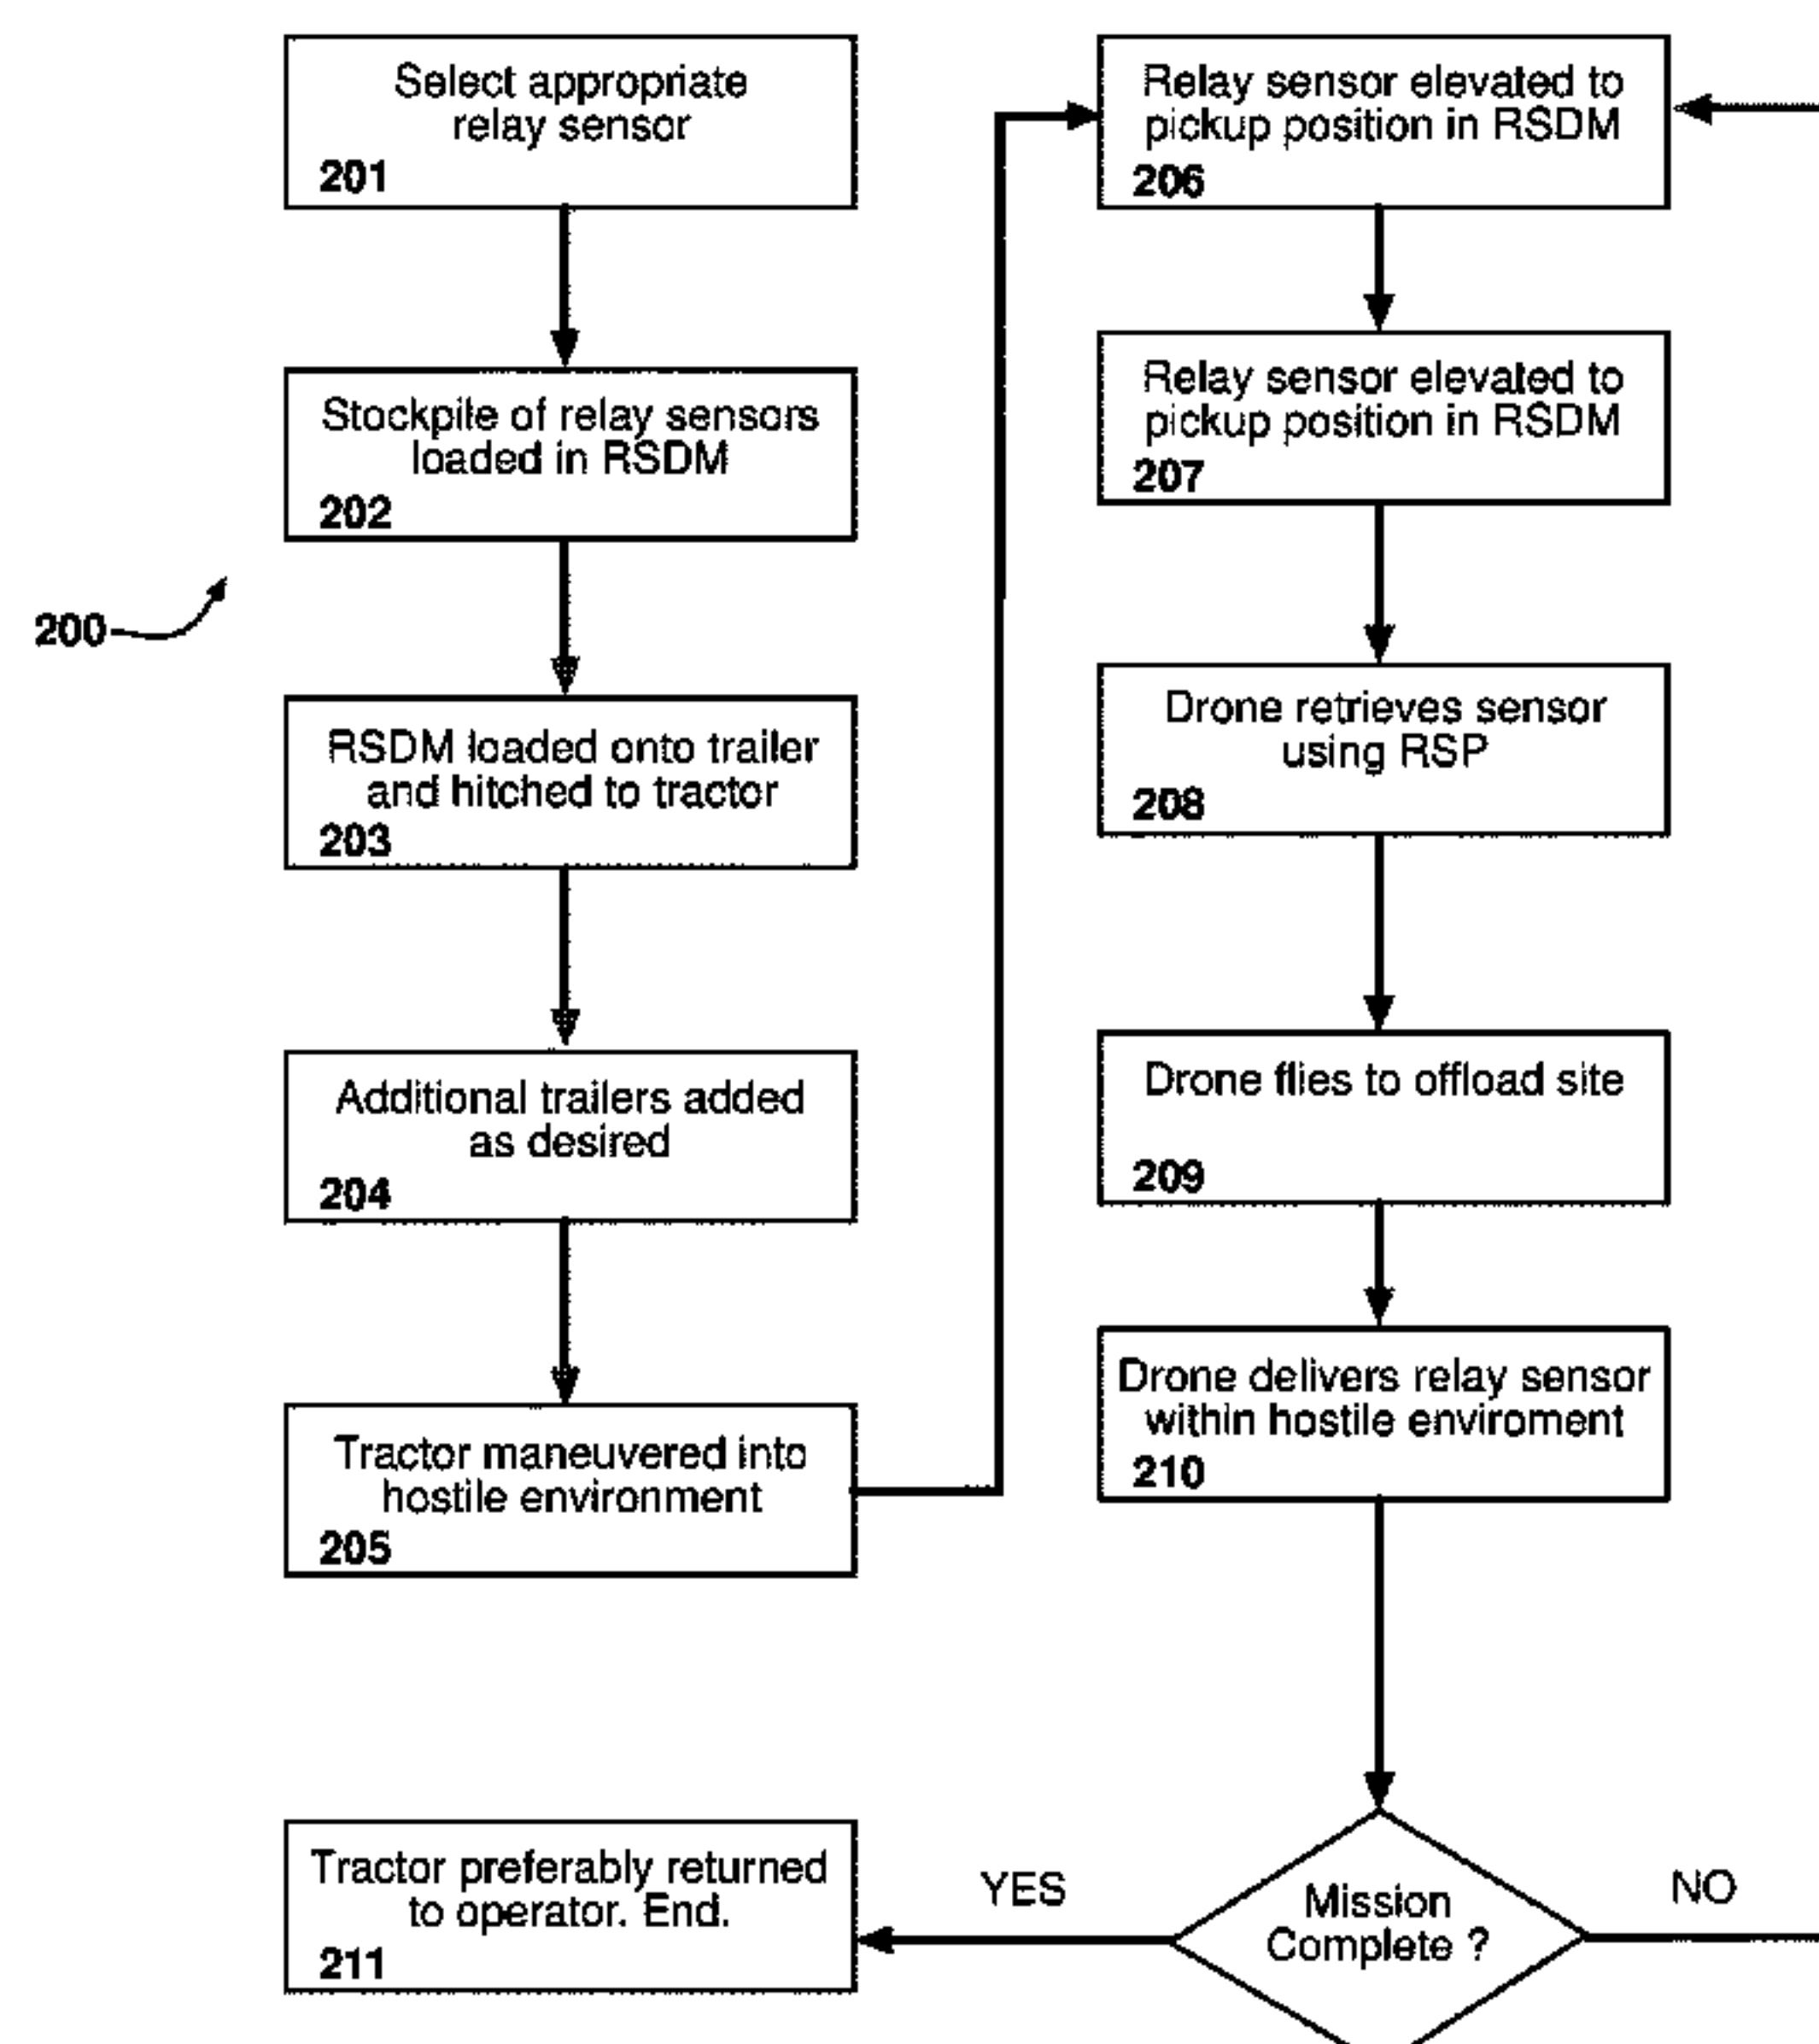 Select appropriate
relay sensor
201
Stockpile of relay sensors
loaded in RSDM
202
200
RSDM loaded onto trailer
and hitched to tractor
203
Additional trailers added
as desired
204
Tractor maneuvered into
hostile environment
205
Relay sensor elevated to
pickup position in RSDM
206
Relay sensor elevated to
pickup position in RSDM
207
Drone retrieves sensor
using RSP
208
Drone flies to offload site
209
Drone delivers relay sensor
within hostile enviroment
210
Mission
Complete ?
YES
NO
Tractor preferably returned
to operator. End.
211